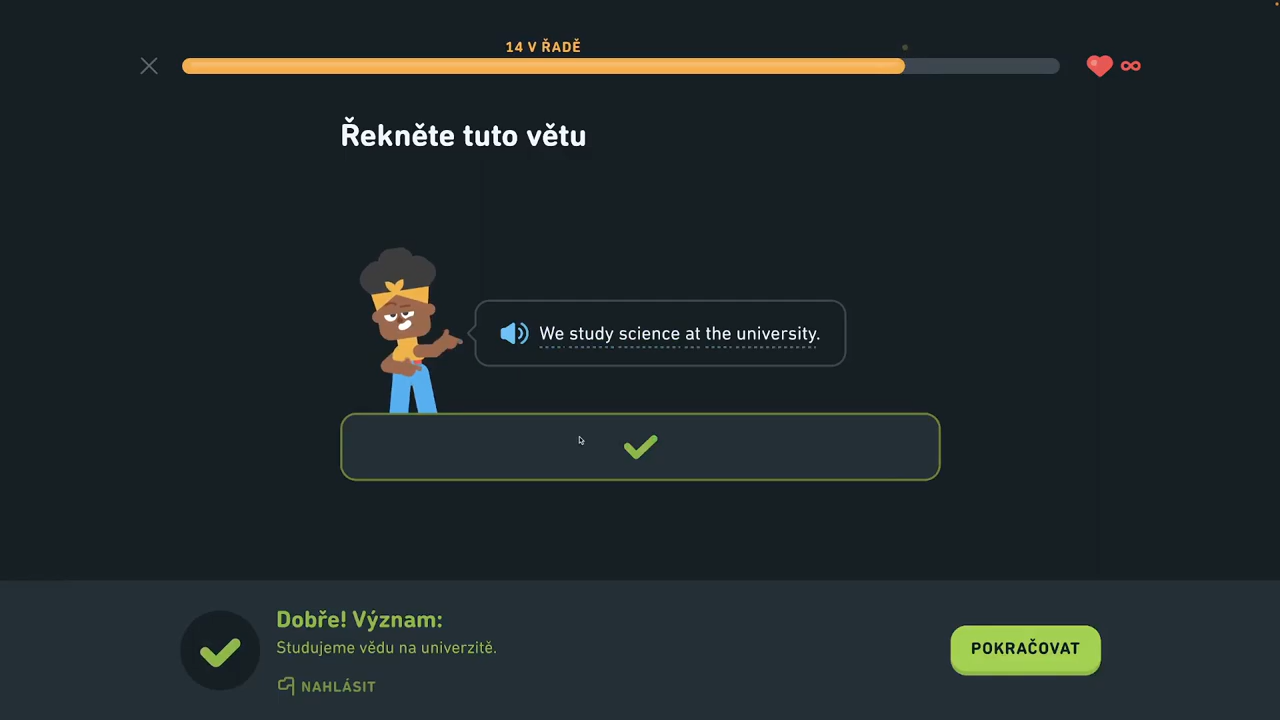 14 V ŘADĚ
Řekněte tuto větu
We study science at the university.
Dobře! Význam:
Studujeme vědu na univerzitě.
NAHLÁSIT
POKRAČOVAT